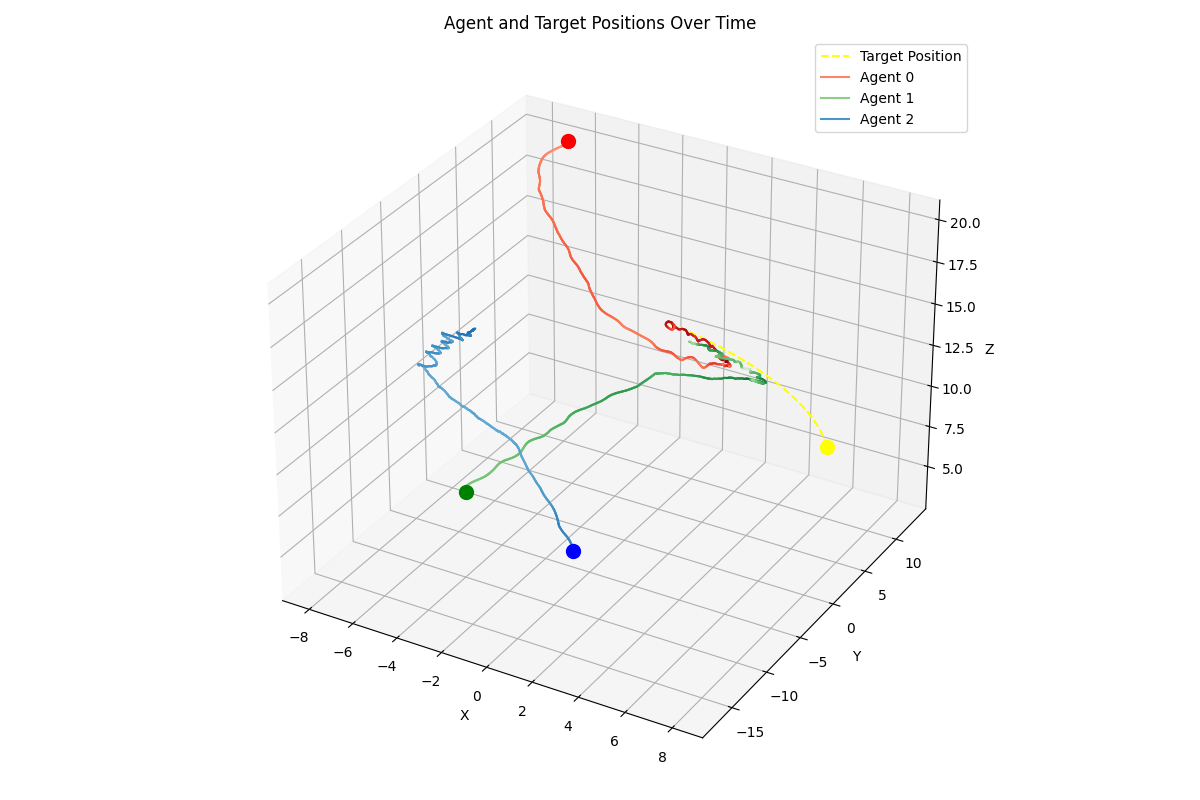 Agent and Target Positions Over Time
Target Position
Agent 0
Agent 1
Agent 2
20.0
17.5
15.0
12.5
10.0
7.5
5.0
Z
10
5
0
−5
−10
−15
Y
−8
−6
−4
−2
0
2
4
6
8
X